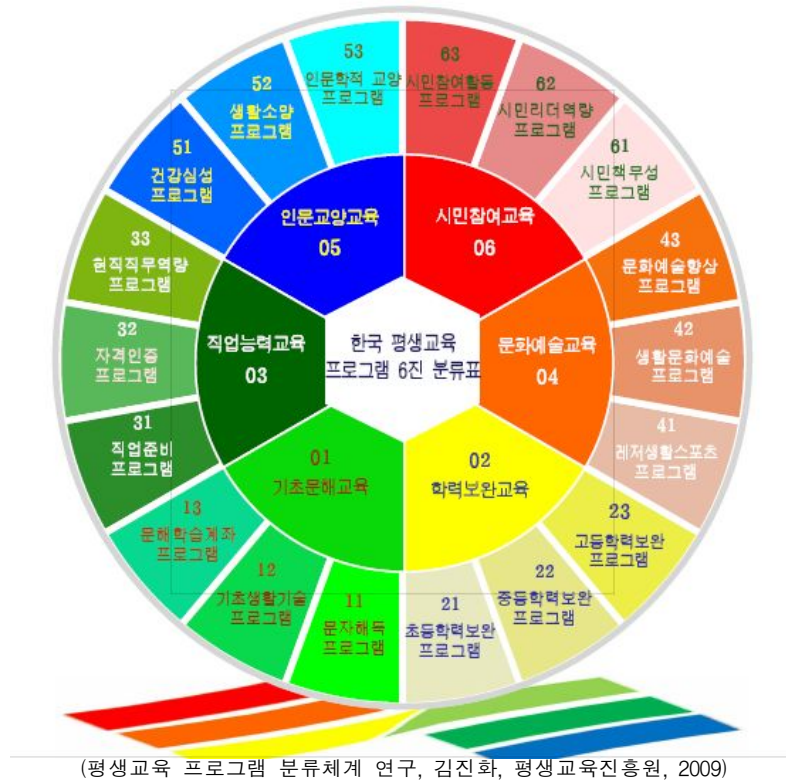 53
인문학적 교양
프로그램
63
시민참여활동
프로그램
52
생활소양
프로그램
62
시민리더역량
프로그램
51
건강심성
프로그램
61
시민책무성
프로그램
인문교양교육
05
시민참여교육
06
33
현직직무역량
프로그램
43
문화예술향상
프로그램
32
자격인증
프로그램
직업능력교육
03
한국 평생교육
프로그램 6진 분류표
문화예술교육
04
42
생활문화예술
프로그램
31
직업준비
프로그램
41
레저생활스포츠
프로그램
01
기초문해교육
02
학력보완교육
13
문해학습계좌
프로그램
23
고등학력보완
프로그램
12
기초생활기술
프로그램
22
중등학력보완
프로그램
11
문자해득
프로그램
21
초등학력보완
프로그램
(평생교육 프로그램 분류체계 연구, 김진화, 평생교육진흥원, 2009)